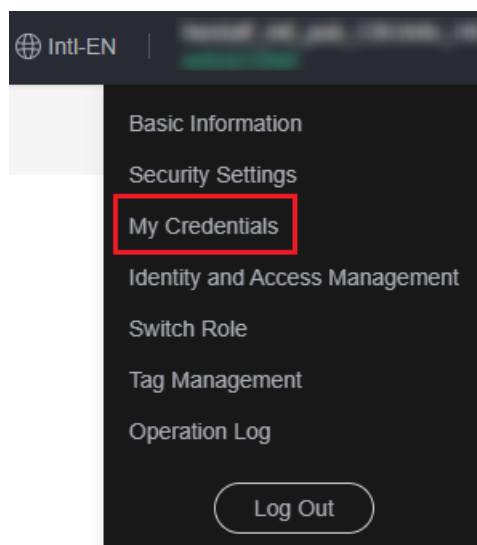 Intl-EN
Basic Information
Security Settings
My Credentials
Identity and Access Management
Switch Role
Tag Management
Operation Log
Log Out